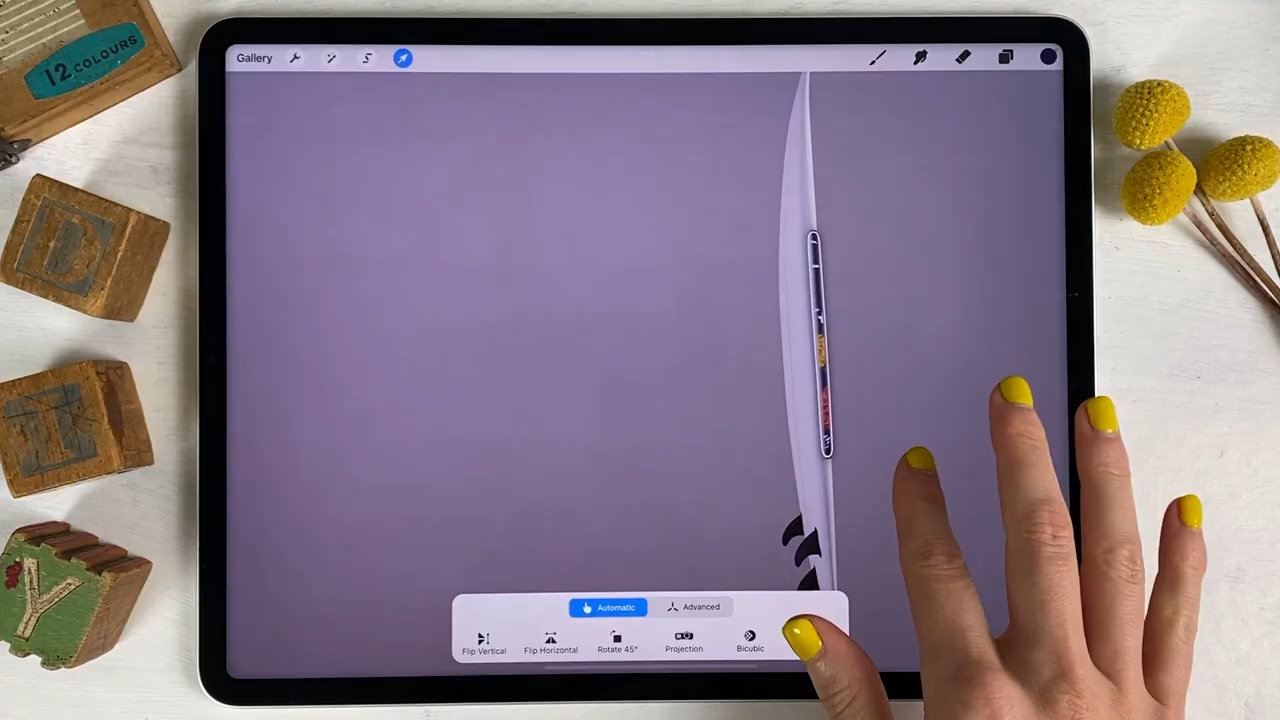 12 COLOURS
Gallery
D
Y
Automatic
Advanced
Flip Vertical
Flip Horizontal
Rotate 45°
Projection
Bicubic